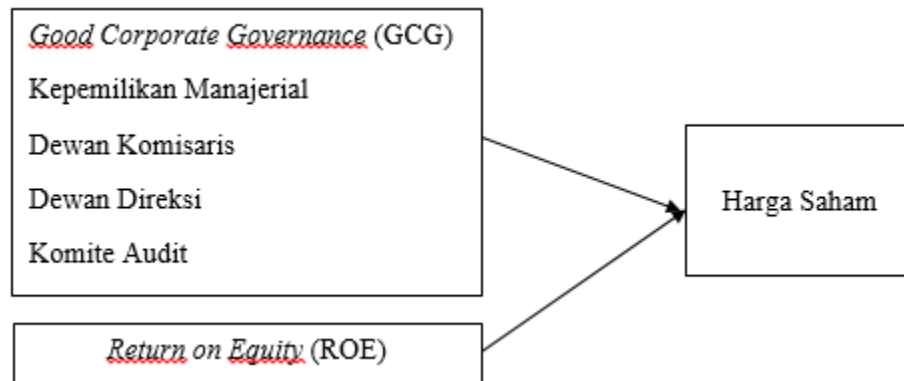 Good Corporate Governance (GCG)
Kepemilikan Manajerial
Dewan Komisaris
Dewan Direksi
Komite Audit
Harga Saham
Return on Equity (ROE)